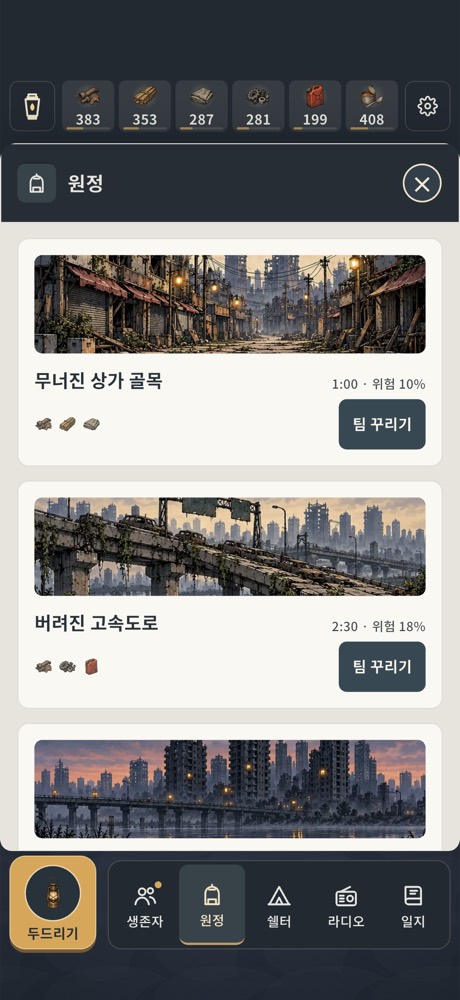 383 353 287 281 199 408
원정
무너진 상가 골목
1:00 · 위험 10%
팀 꾸리기
버려진 고속도로
2:30 · 위험 18%
팀 꾸리기
두드리기
생존자 원정 쉘터 라디오 일지